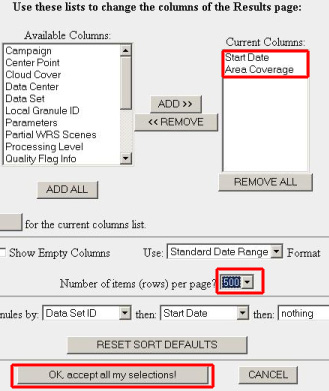 Use these lists to change the columns of the Results page:
Available Columns:
Current Columns:
Campaign
Center Point
Cloud Cover
Data Center
Data Set
Local Granule ID
Parameters
Partial WRS Scenes
Processing Level
Quality Flag Info
Start Date
Area Coverage
ADD >>
<< REMOVE
ADD ALL
REMOVE ALL
for the current columns list.
Show Empty Columns Use: Standard Date Range Format
Number of items (rows) per page? 500
nules by: Data Set ID then: Start Date then: nothing
RESET SORT DEFAULTS
OK, accept all my selections! CANCEL